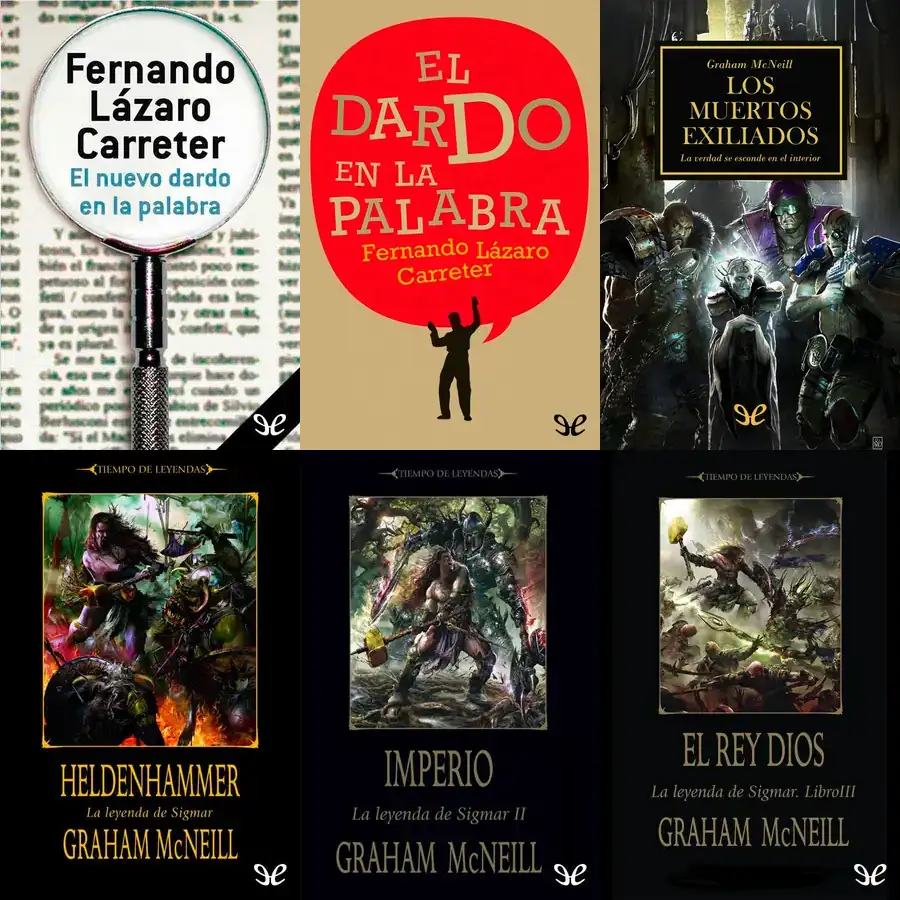 Fernando
Lázaro
Carreter
El nuevo dardo
en la palabra
EL
DARDO
EN LA
PALABRA
Fernando Lázaro
Carreter
Graham McNeill
LOS
MUERTOS
EXILIADOS
La verdad se esconde en el interior
TIEMPO DE LEYENDAS
HELDENHAMMER
La leyenda de Sigmar
GRAHAM McNEILL
TIEMPO DE LEYENDAS
IMPERIO
La leyenda de Sigmar II
GRAHAM McNEILL
TIEMPO DE LEYENDAS
EL REY DIOS
La leyenda de Sigmar. LibroIII
GRAHAM McNEILL